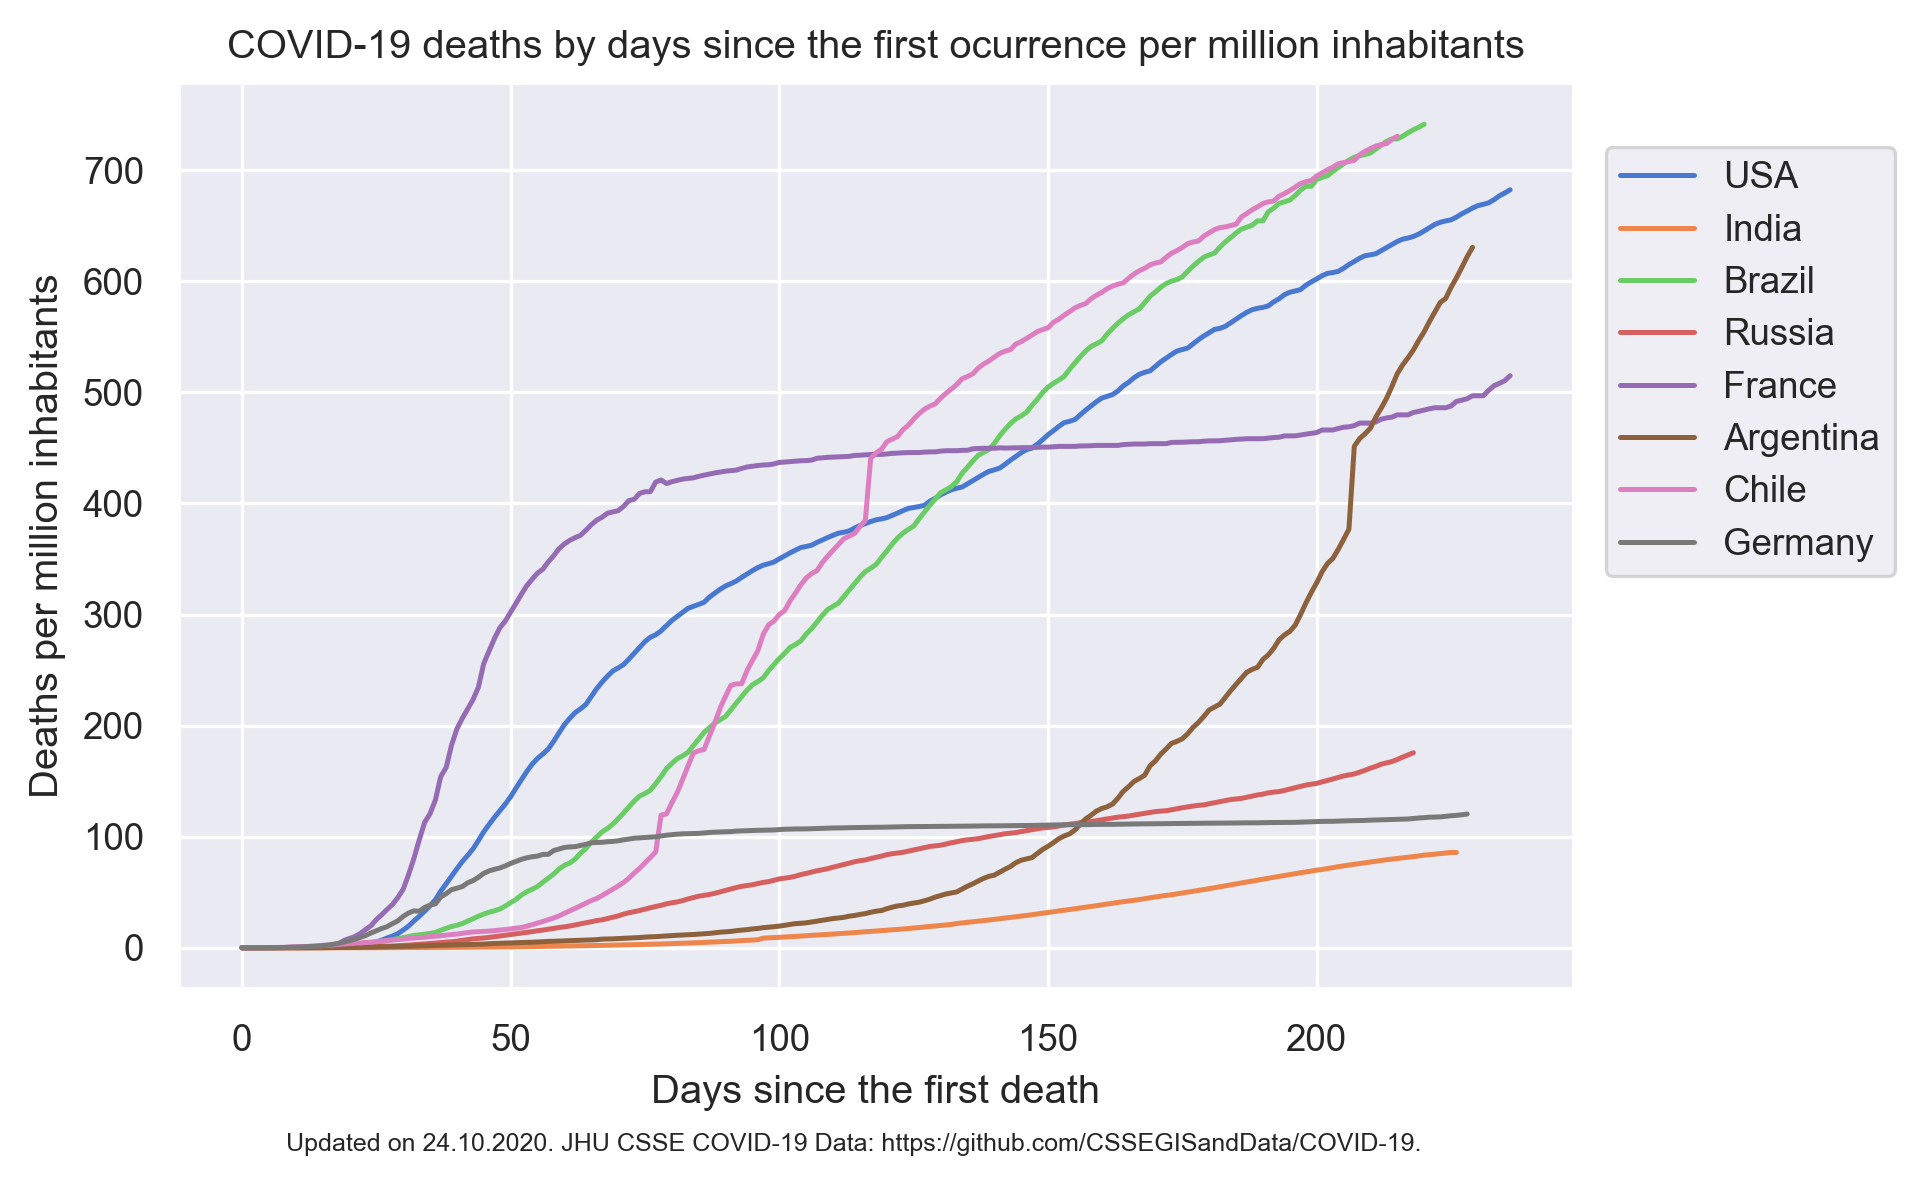 COVID-19 deaths by days since the first ocurrence per million inhabitants
Deaths per million inhabitants
700
600
500
400
300
200
100
0
0 50 100 150 200
Days since the first death
Updated on 24.10.2020. JHU CSSE COVID-19 Data: https://github.com/CSSEGISandData/COVID-19.
USA
India
Brazil
Russia
France
Argentina
Chile
Germany